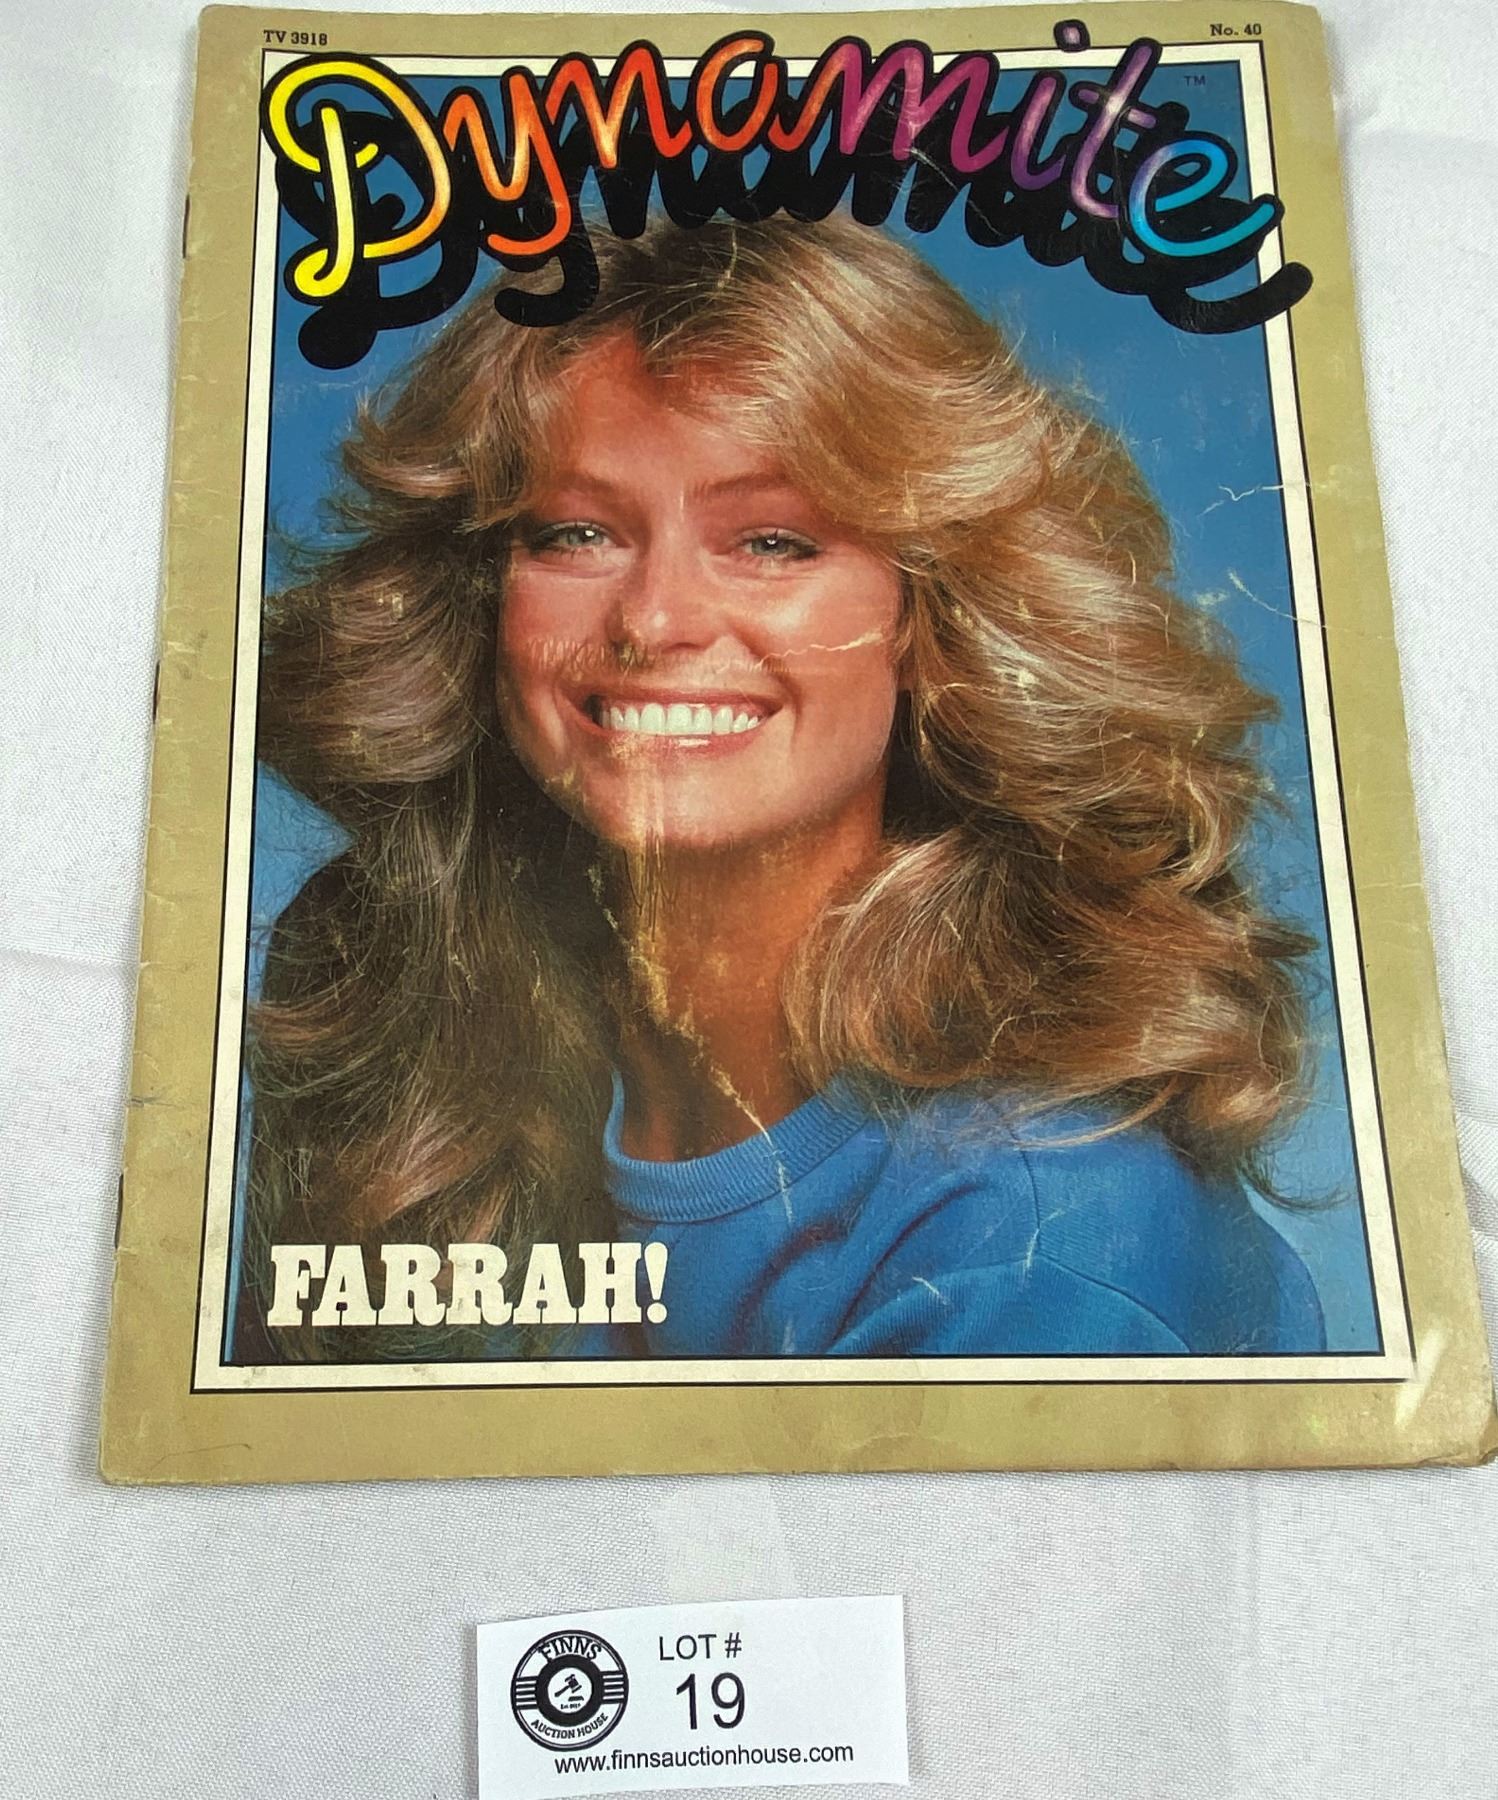 TV 3918
No. 40
Dynamite
TM
FARRAH!
FINNS
AUCTION HOUSE
LOT #
19
www.finnsauctionhouse.com